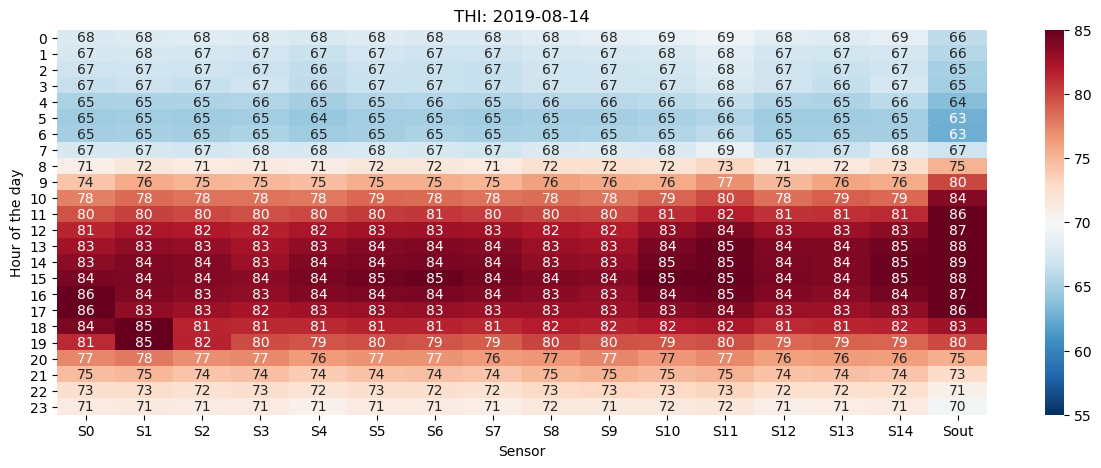 THI: 2019-08-14
Hour of the day
0 68 68 68 68 68 68 68 68 68 68 69 69 68 68 69 66
1 67 68 67 67 67 67 67 67 67 67 68 68 67 67 67 66
2 67 67 67 67 66 67 67 67 67 67 67 68 67 67 67 65
3 67 67 67 67 66 67 67 67 67 67 67 68 67 66 67 65
4 65 65 65 66 65 65 66 65 66 66 66 66 65 65 66 64
5 65 65 65 65 64 65 65 65 65 65 65 66 65 65 65 63
6 65 65 65 65 65 65 65 65 65 65 65 66 65 65 65 63
7 67 67 67 68 68 67 67 67 68 68 68 69 67 67 68 67
8 71 72 71 71 71 72 72 71 72 72 72 73 71 72 73 75
9 74 76 75 75 75 75 75 75 76 76 76 77 75 76 76 80
10 78 78 78 78 78 79 78 78 78 78 79 80 78 79 79 84
11 80 80 80 80 80 80 81 80 80 80 81 82 81 81 81 86
12 81 82 82 82 82 83 83 83 82 82 83 84 83 83 83 87
13 83 83 83 83 83 84 84 84 83 83 84 85 84 84 85 88
14 83 84 84 83 84 84 84 84 83 83 85 85 84 84 85 89
15 84 84 84 84 84 85 85 84 84 84 85 85 84 84 85 88
16 86 84 83 83 84 84 84 84 83 83 84 85 84 83 84 87
17 86 83 83 82 83 83 83 83 83 83 84 84 83 83 83 86
18 84 85 81 81 81 81 81 81 82 82 82 82 81 81 82 83
19 81 85 82 80 79 80 79 79 80 80 79 80 79 79 79 80
20 77 78 77 77 76 77 77 76 77 77 77 77 76 76 76 75
21 75 75 74 74 74 74 74 74 75 75 75 75 74 74 74 73
22 73 73 72 73 72 72 72 72 73 73 73 73 72 72 72 71
23 71 71 71 71 71 71 71 71 72 71 72 72 71 71 71 70
S0 S1 S2 S3 S4 S5 S6 S7 S8 S9 S10 S11 S12 S13 S14 Sout
Sensor
85
80
75
70
65
60
55